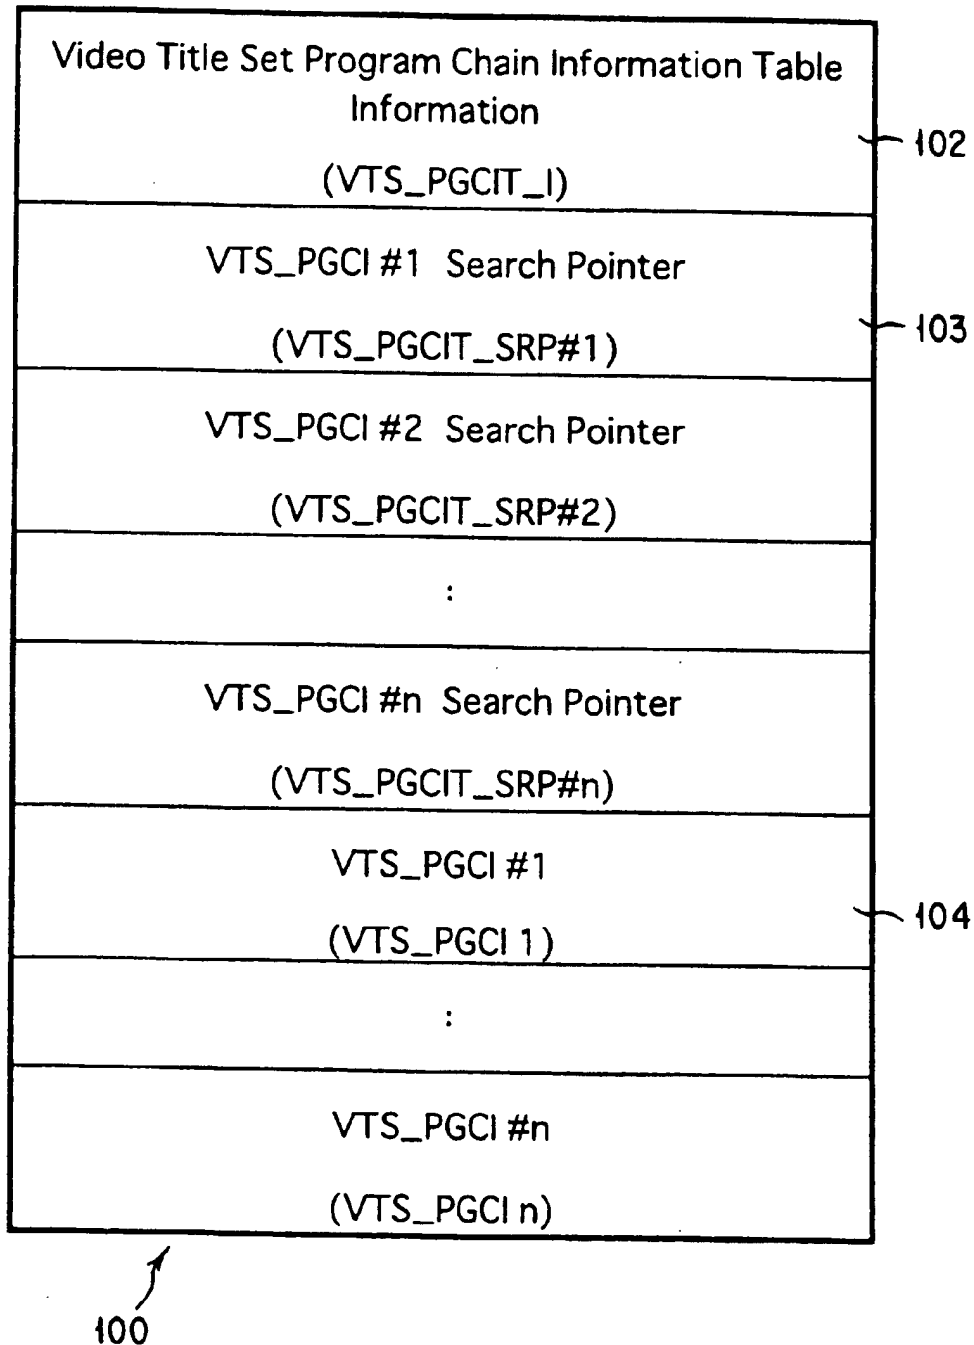 Video Title Set Program Chain Information Table
Information
(VTS_PGCIT_I)
102
VTS_PGCI #1 Search Pointer
(VTS_PGCIT_SRP#1)
103
VTS_PGCI #2 Search Pointer
(VTS_PGCIT_SRP#2)
:
VTS_PGCI #n Search Pointer
(VTS_PGCIT_SRP#n)
VTS_PGCI #1
(VTS_PGCI 1)
104
:
VTS_PGCI #n
(VTS_PGCI n)
100